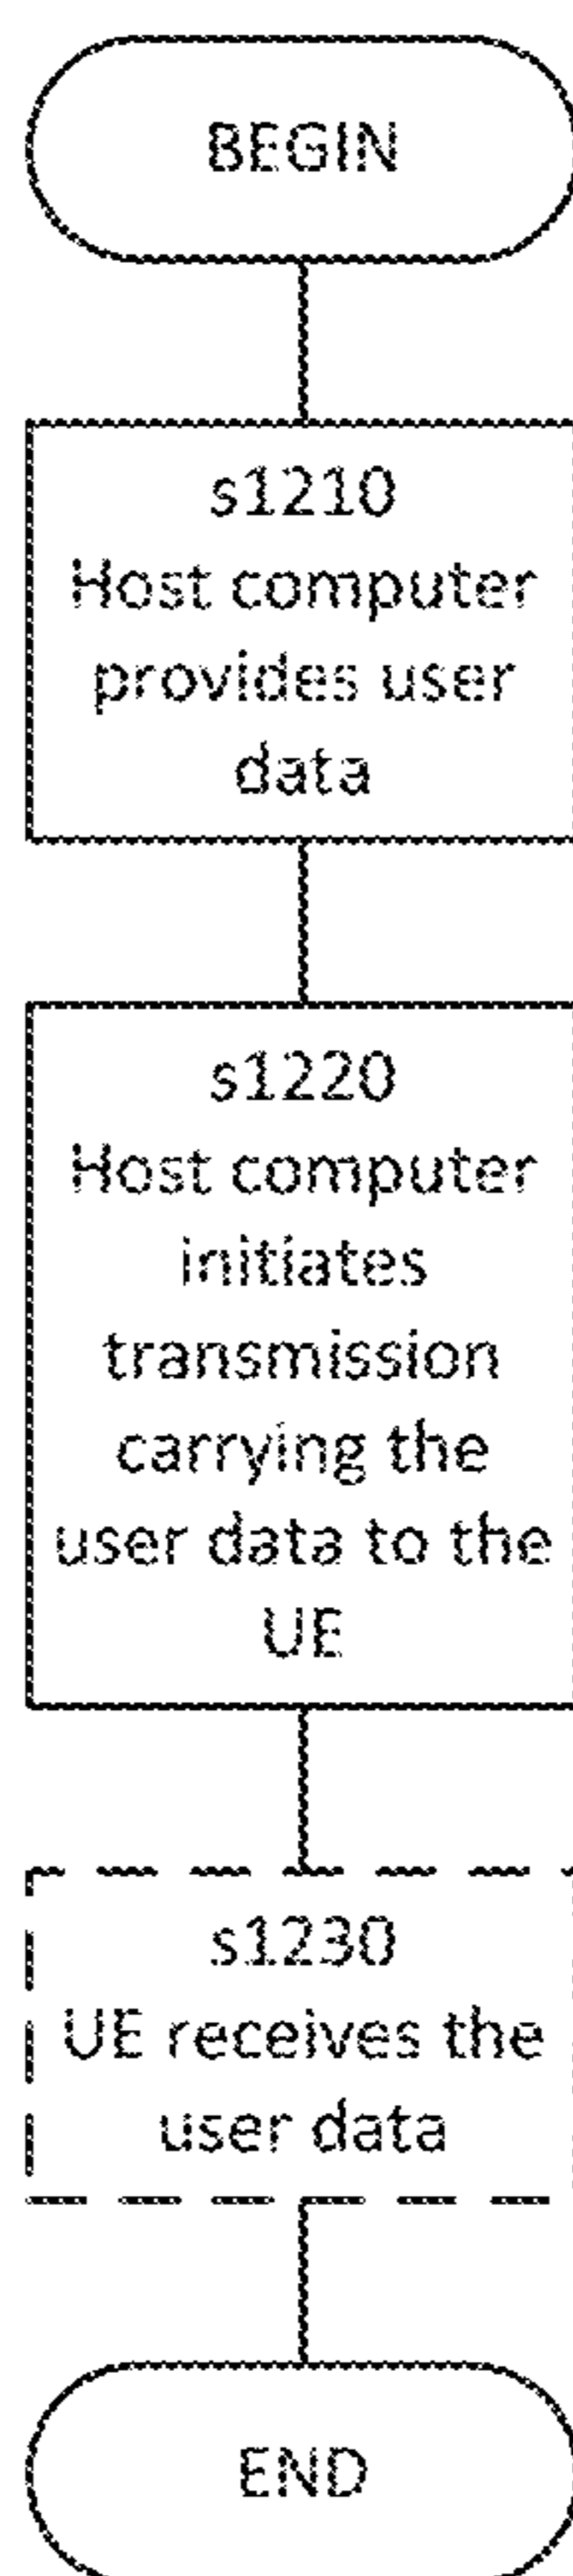 BEGIN
s1210
Host computer
provides user
data
s1220
Host computer
initiates
transmission
carrying the
user data to the
UE
s1230
UE receives the
user data
END